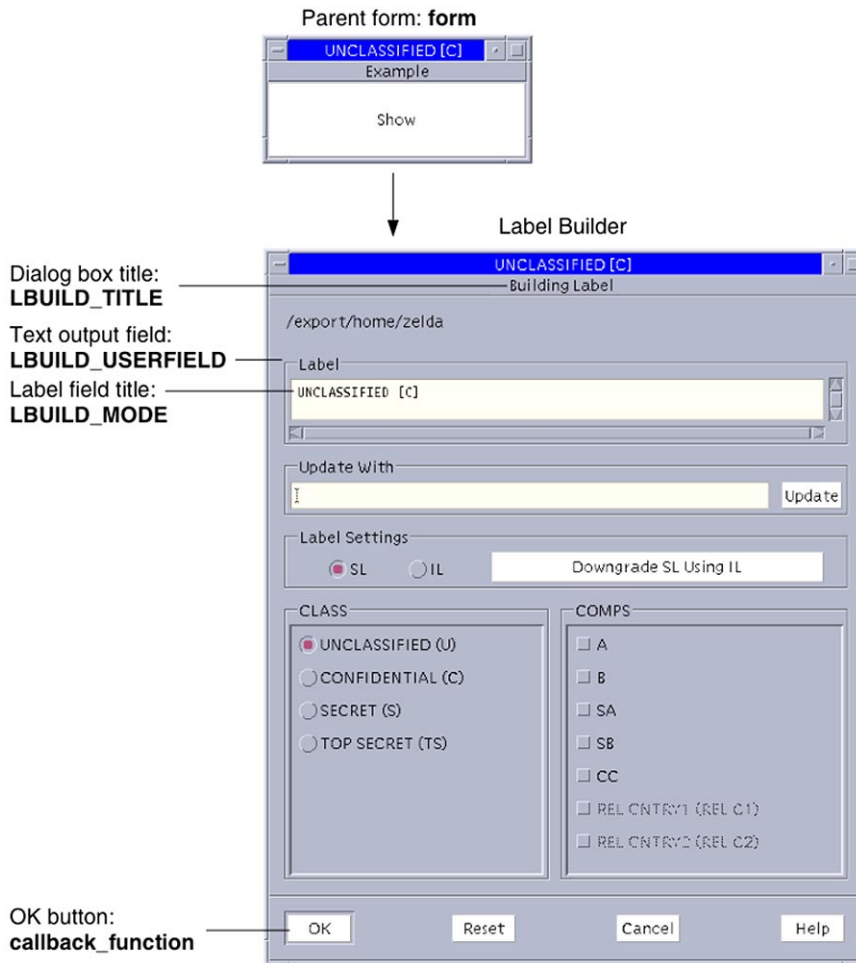 Parent form: form
UNCLASSIFIED [C]
Example
Show
Label Builder
UNCLASSIFIED [C]
Building Label
Dialog box title:
LBUILD_TITLE
/export/home/zelda
Text output field:
LBUILD_USERFIELD
Label
Label field title:
LBUILD_MODE
UNCLASSIFIED [C]
Update With
Update
Label Settings
SL
IL
Downgrade SL Using IL
CLASS
UNCLASSIFIED (U)
CONFIDENTIAL (C)
SECRET (S)
TOP SECRET (TS)
COMPS
A
B
SA
SB
CC
REL CNTRY1 (REL C1)
REL CNTRY2 (REL C2)
OK button:
callback_function
OK
Reset
Cancel
Help